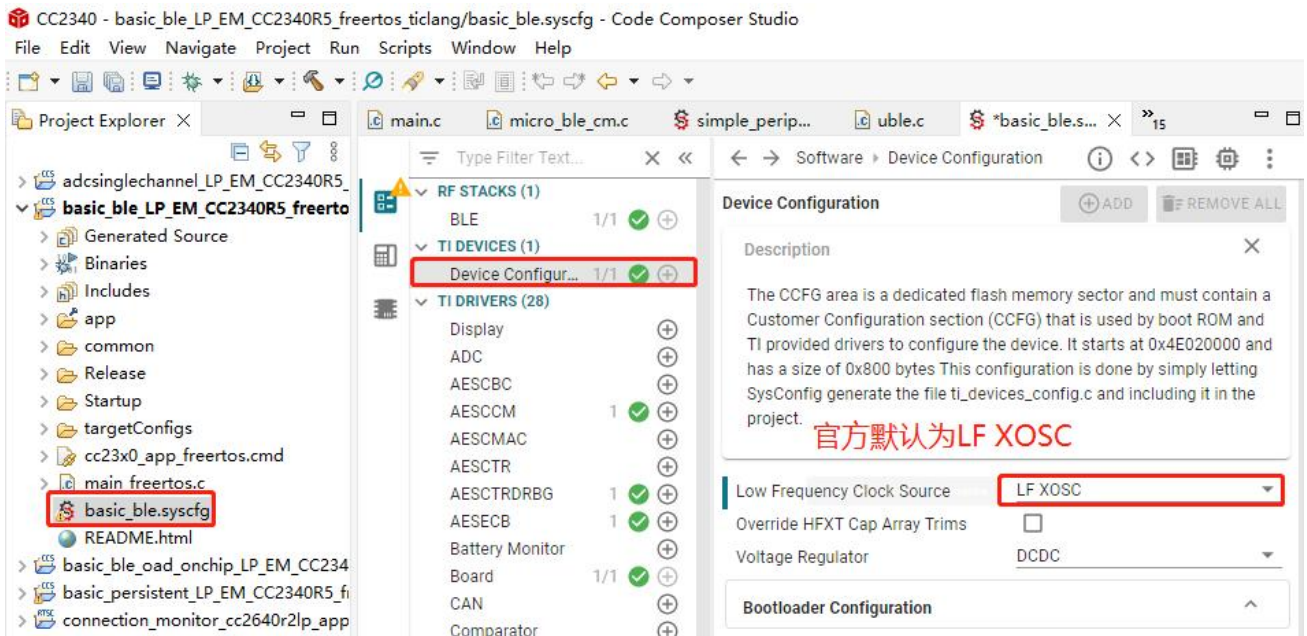 CC2340 - basic_ble_LP_EM_CC2340R5_freertos_ticlang/basic_ble.syscfg - Code Composer Studio
File Edit View Navigate Project Run Scripts Window Help
Project Explorer
main.c micro_ble_cm.c simple_perip... uble.c *basic_ble.s... »15
adcsinglechannel_LP_EM_CC2340R5_
basic_ble_LP_EM_CC2340R5_freerto
Generated Source
Binaries
Includes
app
common
Release
Startup
targetConfigs
cc23x0_app_freertos.cmd
main_freertos.c
basic_ble.syscfg
README.html
basic_ble_oad_onchip_LP_EM_CC234
basic_persistent_LP_EM_CC2340R5_fr
connection_monitor_cc2640r2lp_app
Type Filter Text...
RF STACKS (1)
BLE 1/1
TI DEVICES (1)
Device Configur... 1/1
TI DRIVERS (28)
Display
ADC
AESCBC
AESCCM 1
AESCMAC
AESCTR
AESCTRDRBG 1
AESECB 1
Battery Monitor
Board 1/1
CAN
Comparator
Software Device Configuration
Device Configuration ADD REMOVE ALL
Description
The CCFG area is a dedicated flash memory sector and must contain a
Customer Configuration section (CCFG) that is used by boot ROM and
TI provided drivers to configure the device. It starts at 0x4E020000 and
has a size of 0x800 bytes This configuration is done by simply letting
SysConfig generate the file ti_devices_config.c and including it in the
project.
官方默认为LF XOSC
Low Frequency Clock Source LF XOSC
Override HFXT Cap Array Trims
Voltage Regulator DCDC
Bootloader Configuration